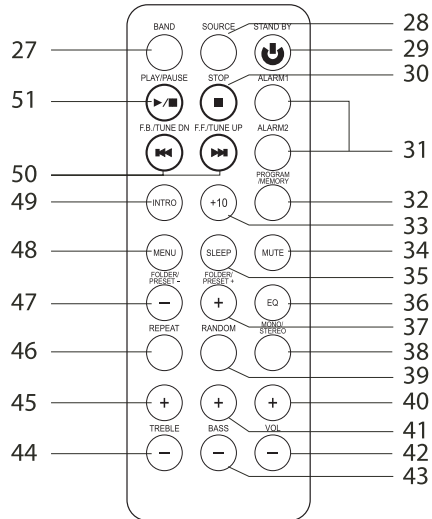 BAND SOURCE STAND BY
28
27
29
PLAY/PAUSE STOP ALARM1
30
51
F.B./TUNE DN F.F./TUNE UP ALARM2
31
50
PROGRAM
/MEMORY
49 INTRO +10
32
33
48 MENU SLEEP MUTE 34
35
FOLDER/ FOLDER/
PRESET – PRESET +
47 – + EQ 36
37
REPEAT RANDOM MONO/
STEREO
46
38
39
45 + + + 40
41
TREBLE BASS VOL
44 – – – 42
43